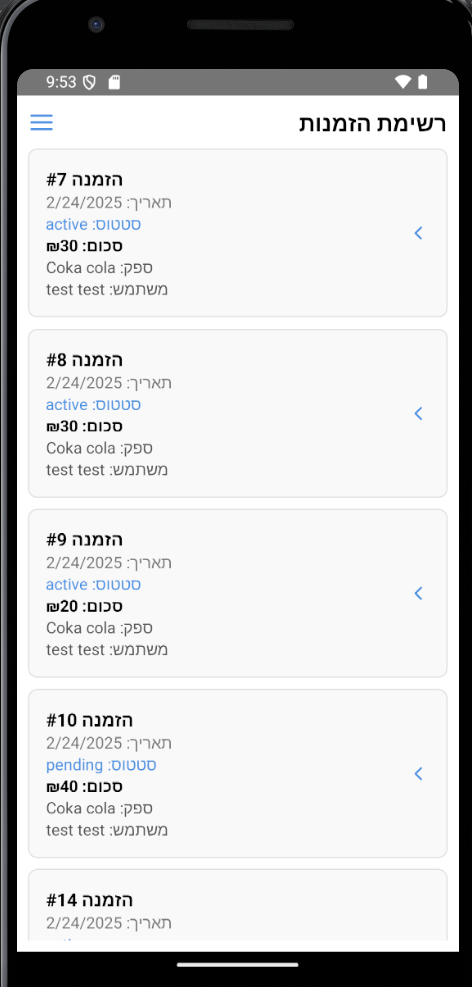 9:53
רשימת הזמנות
הזמנה #7
תאריך: 2/24/2025
סטטוס: active
סכום: ₪30
ספק: Coka cola
משתמש: test test
הזמנה #8
תאריך: 2/24/2025
סטטוס: active
סכום: ₪30
ספק: Coka cola
משתמש: test test
הזמנה #9
תאריך: 2/24/2025
סטטוס: active
סכום: ₪20
ספק: Coka cola
משתמש: test test
הזמנה #10
תאריך: 2/24/2025
סטטוס: pending
סכום: ₪40
ספק: Coka cola
משתמש: test test
הזמנה #14
תאריך: 2/24/2025